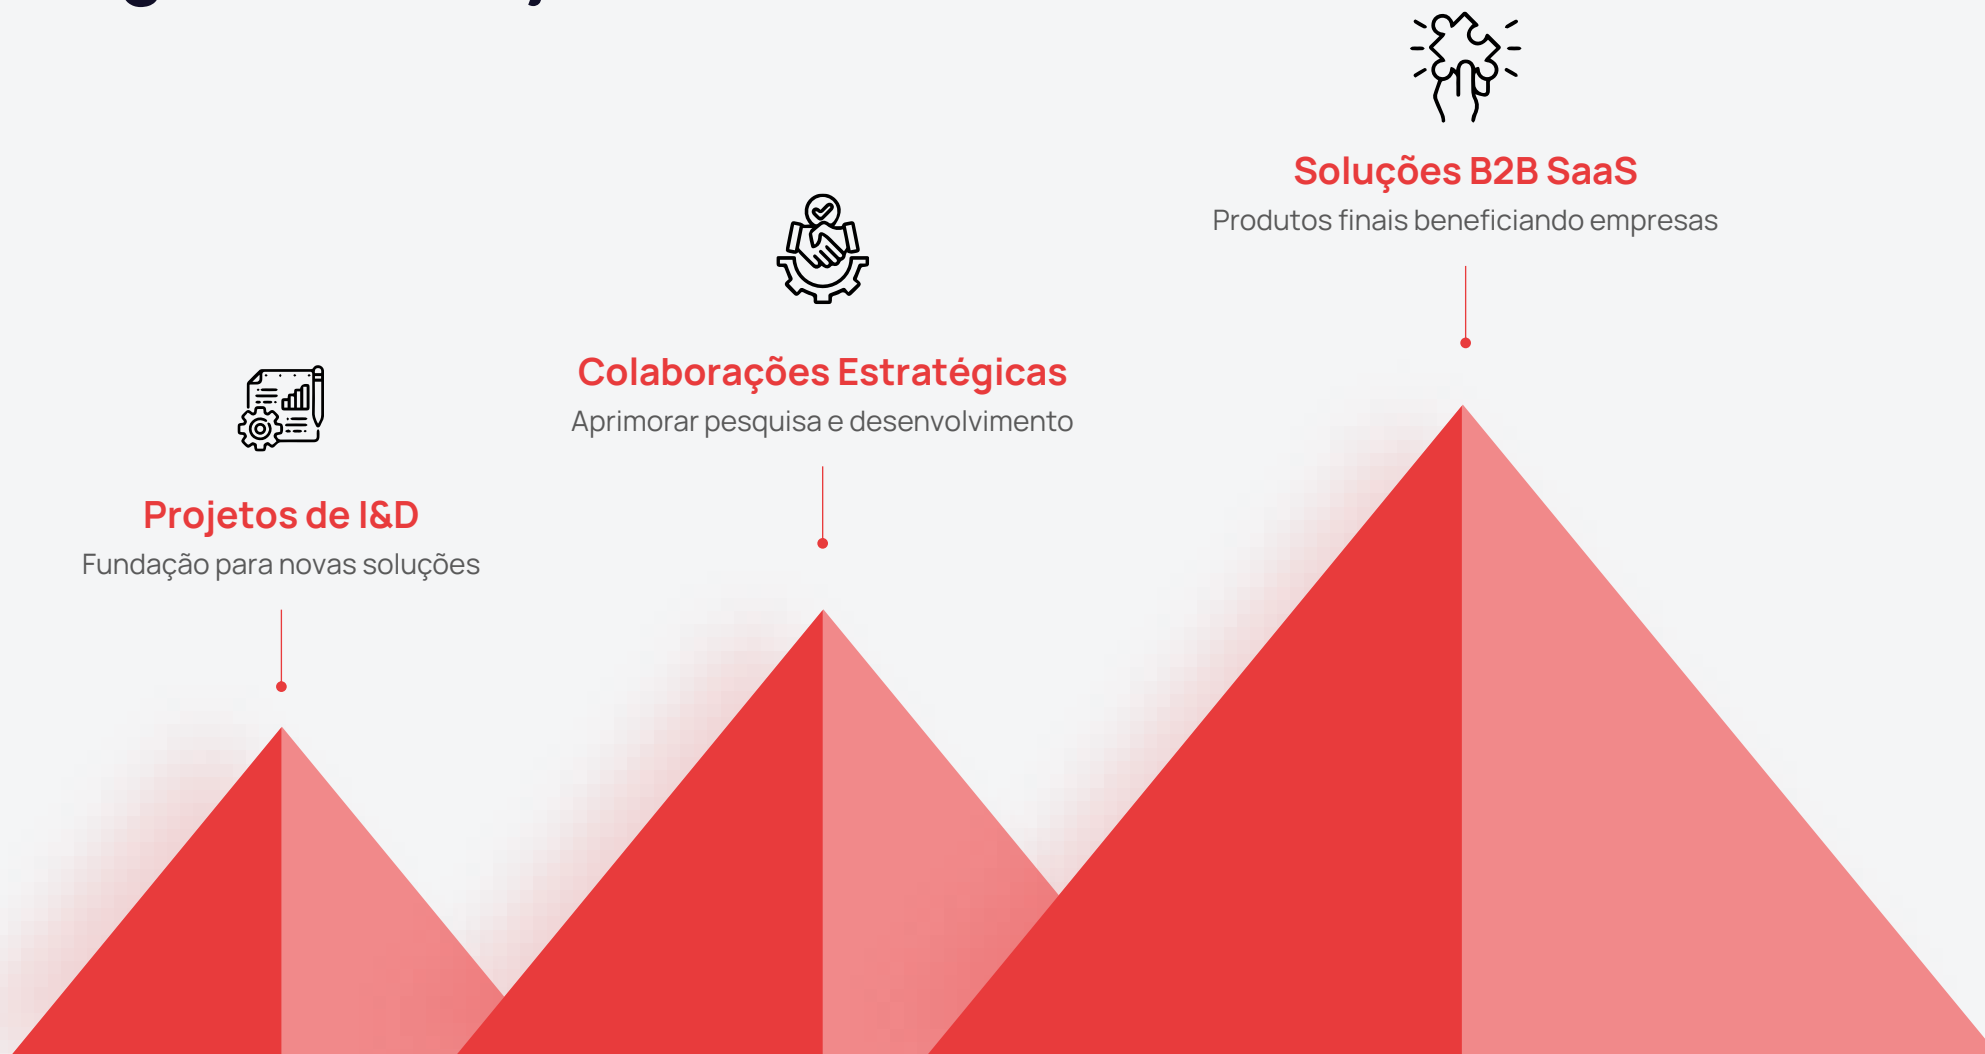 Soluções B2B SaaS
Produtos finais beneficiando empresas
Colaborações Estratégicas
Aprimorar pesquisa e desenvolvimento
Projetos de I&D
Fundação para novas soluções